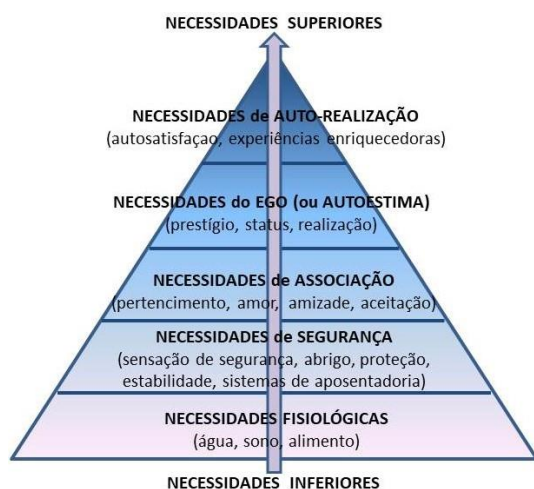 NECESSIDADES SUPERIORES
NECESSIDADES de AUTO-REALIZAÇÃO
(autosatisfaçao, experiências enriquecedoras)
NECESSIDADES do EGO (ou AUTOESTIMA)
(prestígio, status, realização)
NECESSIDADES de ASSOCIAÇÃO
(pertencimento, amor, amizade, aceitação)
NECESSIDADES de SEGURANÇA
(sensação de segurança, abrigo, proteção,
estabilidade, sistemas de aposentadoria)
NECESSIDADES FISIOLÓGICAS
(água, sono, alimento)
NECESSIDADES INFERIORES